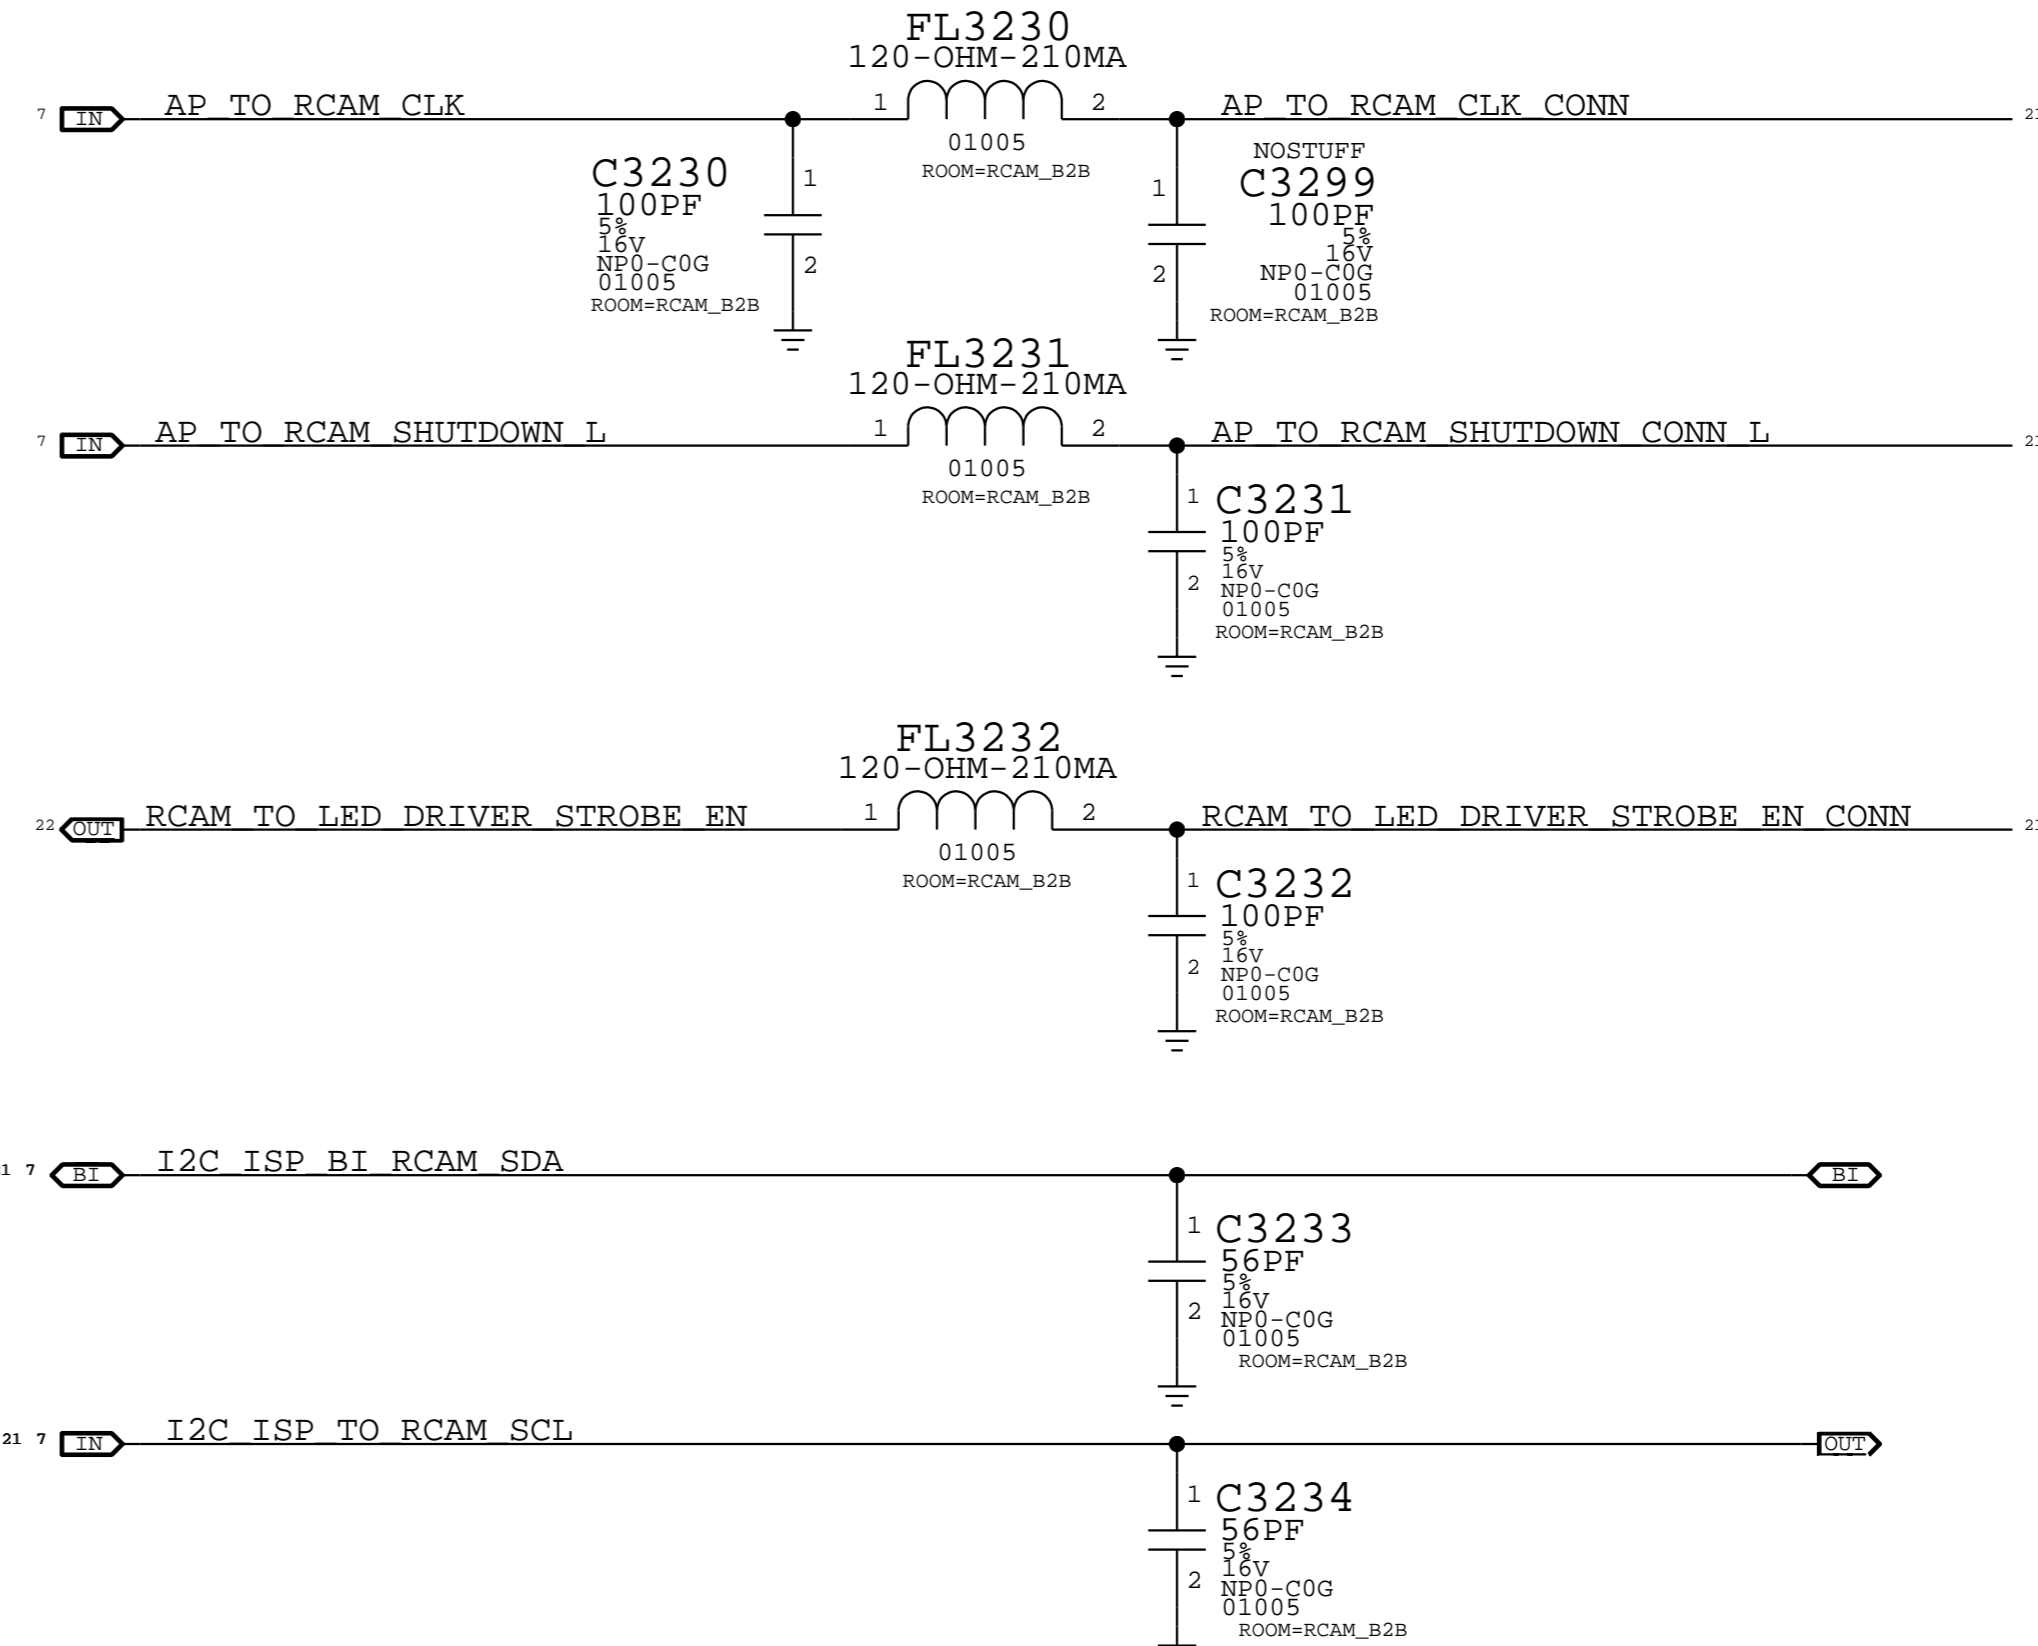 FL3230
120-OHM-210MA
7 IN AP_TO_RCAM_CLK 1 2 AP_TO_RCAM_CLK_CONN 21
01005
ROOM=RCAM_B2B
C3230
100PF
5%
16V
NP0-C0G
01005
ROOM=RCAM_B2B
1
2
NOSTUFF
C3299
100PF
5%
16V
NP0-C0G
01005
ROOM=RCAM_B2B
1
2
FL3231
120-OHM-210MA
7 IN AP_TO_RCAM_SHUTDOWN_L 1 2 AP_TO_RCAM_SHUTDOWN_CONN_L 21
01005
ROOM=RCAM_B2B
1 C3231
100PF
5%
16V
2 NP0-C0G
01005
ROOM=RCAM_B2B
FL3232
120-OHM-210MA
22 OUT RCAM_TO_LED_DRIVER_STROBE_EN 1 2 RCAM_TO_LED_DRIVER_STROBE_EN_CONN 21
01005
ROOM=RCAM_B2B
1 C3232
100PF
5%
16V
2 NP0-C0G
01005
ROOM=RCAM_B2B
7 BI I2C_ISP_BI_RCAM_SDA BI
1 C3233
56PF
5%
16V
2 NP0-C0G
01005
ROOM=RCAM_B2B
21 7 IN I2C_ISP_TO_RCAM_SCL OUT
1 C3234
56PF
5%
16V
2 NP0-C0G
01005
ROOM=RCAM_B2B